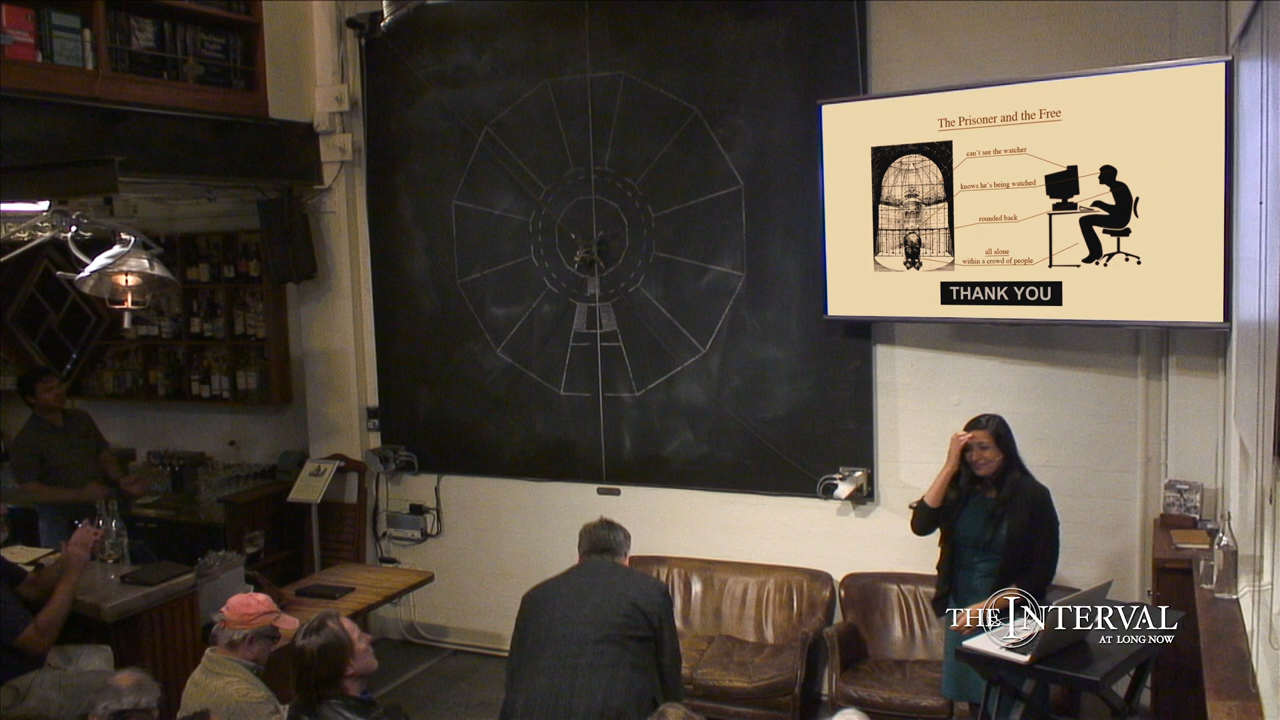 The Prisoner and the Free
can't see the watcher
knows he's being watched
rounded back
all alone
within a crowd of people
THANK YOU
THE INTERVAL
AT LONG NOW